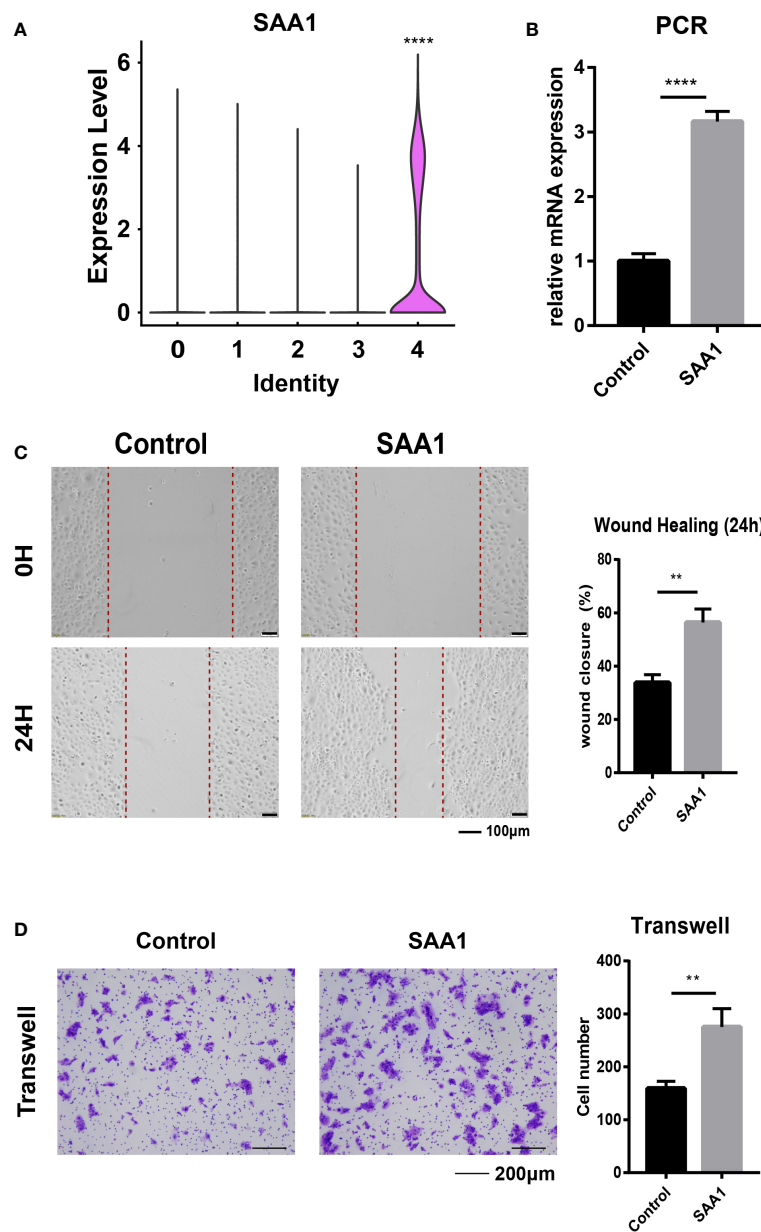 A
SAA1
****
Expression Level
6
4
2
0
0 1 2 3 4
Identity
B
PCR
****
relative mRNA expression
4
3
2
1
0
Control
SAA1
C
Control SAA1
0H
24H
100μm
Wound Healing (24h)
**
wound closure (%)
80
60
40
20
0
Control
SAA1
D
Control SAA1
Transwell
200μm
Transwell
**
Cell number
400
300
200
100
0
Control
SAA1